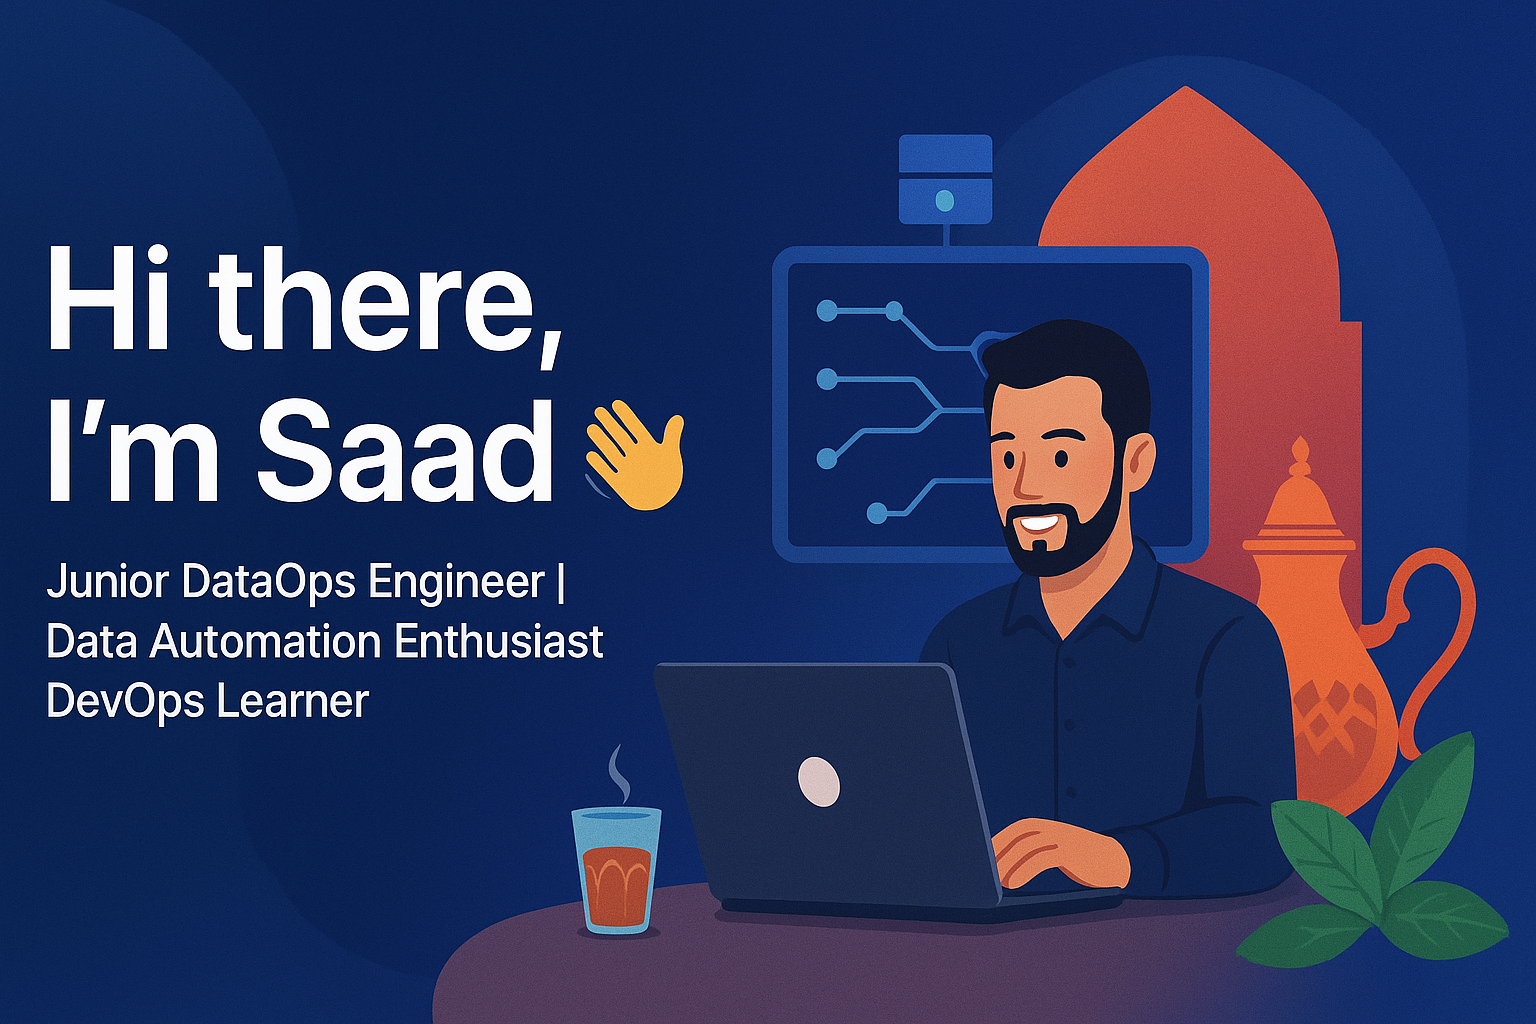 Hi there,
I’m Saad 👋
Junior DataOps Engineer |
Data Automation Enthusiast
DevOps Learner